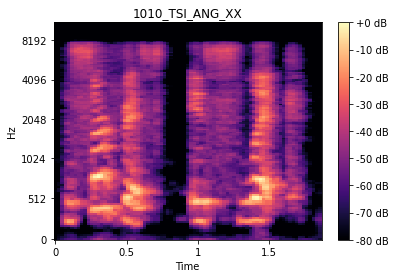 1010_TSI_ANG_XX
8192
4096
2048
1024
512
0
Hz
0
0.5
1
1.5
Time
+0 dB
-10 dB
-20 dB
-30 dB
-40 dB
-50 dB
-60 dB
-70 dB
-80 dB